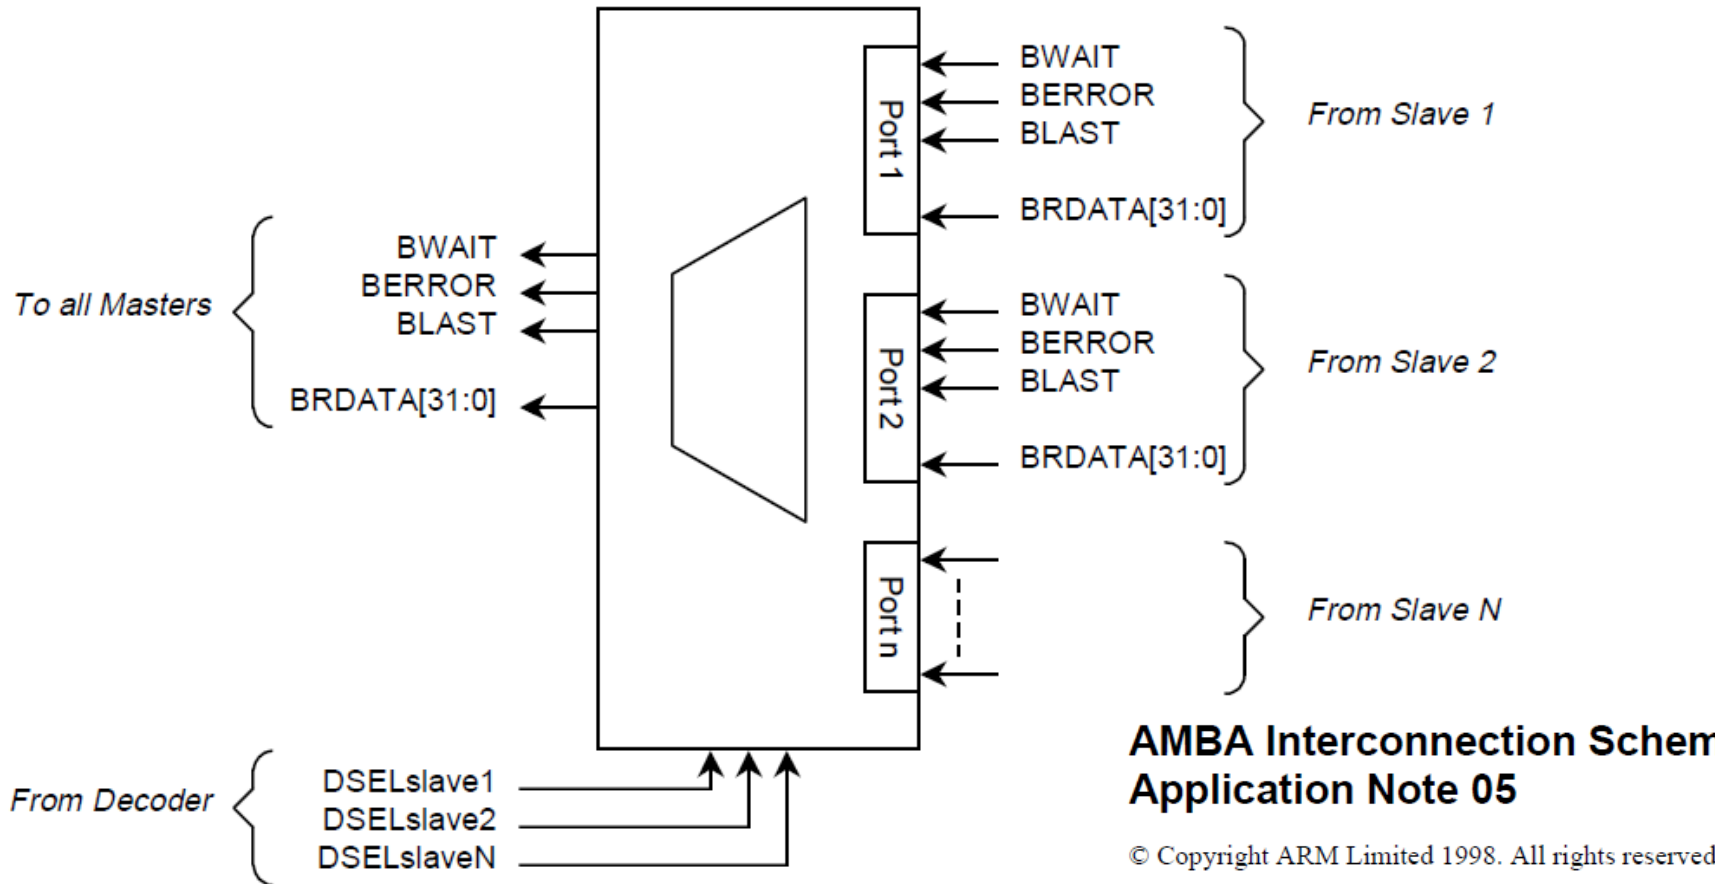 BWAIT
BERROR
BLAST
BRDATA[31:0]
Port 1
From Slave 1
BWAIT
BERROR
BLAST
BRDATA[31:0]
To all Masters
BWAIT
BERROR
BLAST
BRDATA[31:0]
Port 2
From Slave 2
Port n
From Slave N
From Decoder
DSELslave1
DSELslave2
DSELslaveN
AMBA Interconnection Schem
Application Note 05
© Copyright ARM Limited 1998. All rights reserved